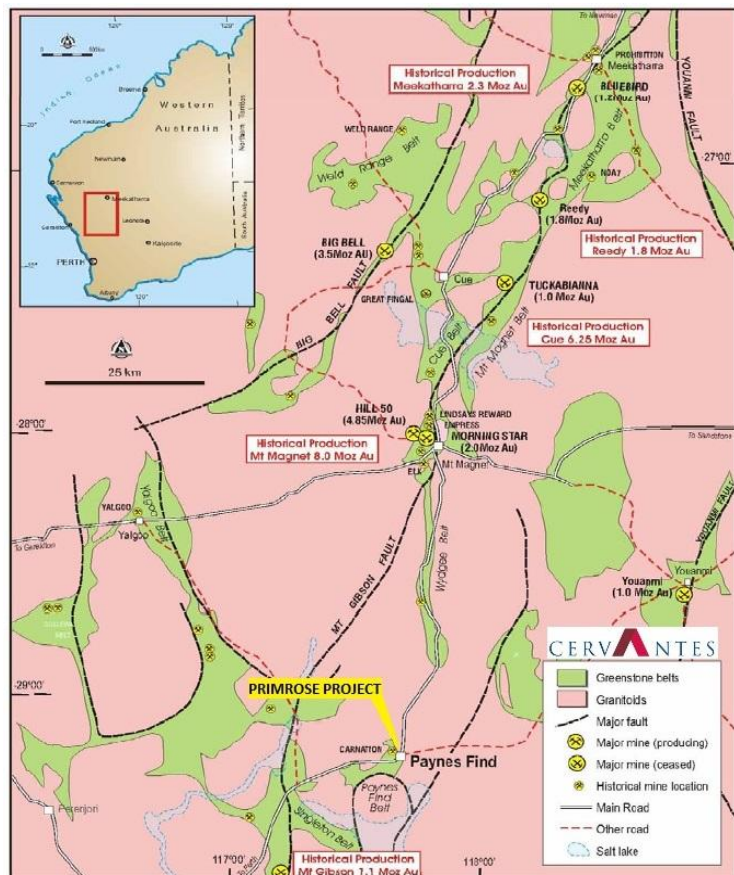 To Newman
Indian Ocean
Broome
Western
Australia
Port Hedland
Newman
Carnarvon
Meekatharra
Leonora
Geraldton
Kalgoorlie
PERTH
Albany
Northern Territory
South Australia
25 km
Historical Production
Meekatharra 2.3 Moz Au
PROHIBITION
Meekatharra
BLUEBIRD
YOUANMI FAULT
WELD RANGE
Weld Range Belt
Meekatharra Belt
NOA7
-27°00'
Reedy
(1.8Moz Au)
Historical Production
Reedy 1.8 Moz Au
BIG BELL
(3.5Moz AU)
BIG BELL FAULT
Cue
GREAT FINGAL
TUCKABIANNA
(1.0 Moz Au)
Historical Production
Cue 6.25 Moz Au
Cue Belt
Mt Magnet Belt
-28°00'
HILL 50
(4.85Moz Au)
LINDSAYS REWARD
EMPRESS
MORNING STAR
(2.0Moz Au)
Historical Production
Mt Magnet 8.0 Moz Au
Mt Magnet
To Sandstone
YALGOO
Yalgoo
Yalgoo Belt
To Geraldton
MT GIBSON FAULT
Wydgee Belt
YOUANMI FAULT
Youanmi
Youanmi
(1.0 Moz Au)
-29°00'
PRIMROSE PROJECT
CARNATION
Paynes Find
Paynes
Find
Belt
Perenjori
Singleton Belt
117°00'
118°00'
Historical Production
Mt Gibson 1.1 Moz Au
CERVANTES
Greenstone belts
Granitoids
Major fault
Major mine (producing)
Major mine (ceased)
Historical mine location
Main Road
Other road
Salt lake